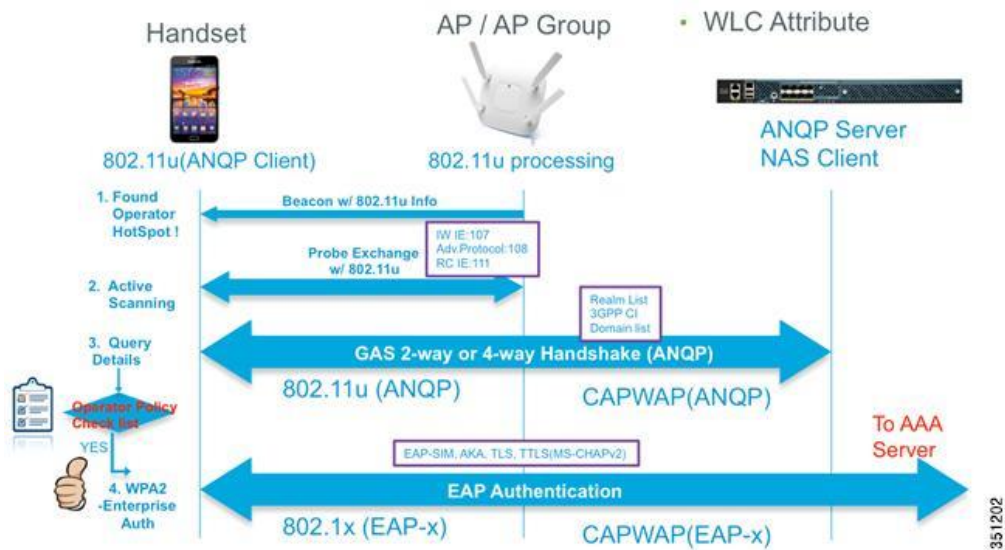 Handset
AP / AP Group
• WLC Attribute
802.11u(ANQP Client)
802.11u processing
ANQP Server
NAS Client
1. Found
Operator
HotSpot !
Beacon w/ 802.11u Info
IW IE:107
Adv.Protocol:108
RC IE:111
Probe Exchange
w/ 802.11u
2. Active
Scanning
Realm List
3GPP CI
Domain list
3. Query
Details
GAS 2-way or 4-way Handshake (ANQP)
802.11u (ANQP)
CAPWAP(ANQP)
Operator Policy
Check list
YES
To AAA
Server
EAP-SIM, AKA, TLS, TTLS(MS-CHAPv2)
4. WPA2
-Enterprise
Auth
EAP Authentication
802.1x (EAP-x)
CAPWAP(EAP-x)
351202